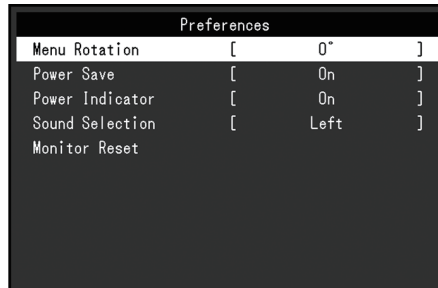 Preferences
Menu Rotation [ 0° ]
Power Save [ On ]
Power Indicator [ On ]
Sound Selection [ Left ]
Monitor Reset